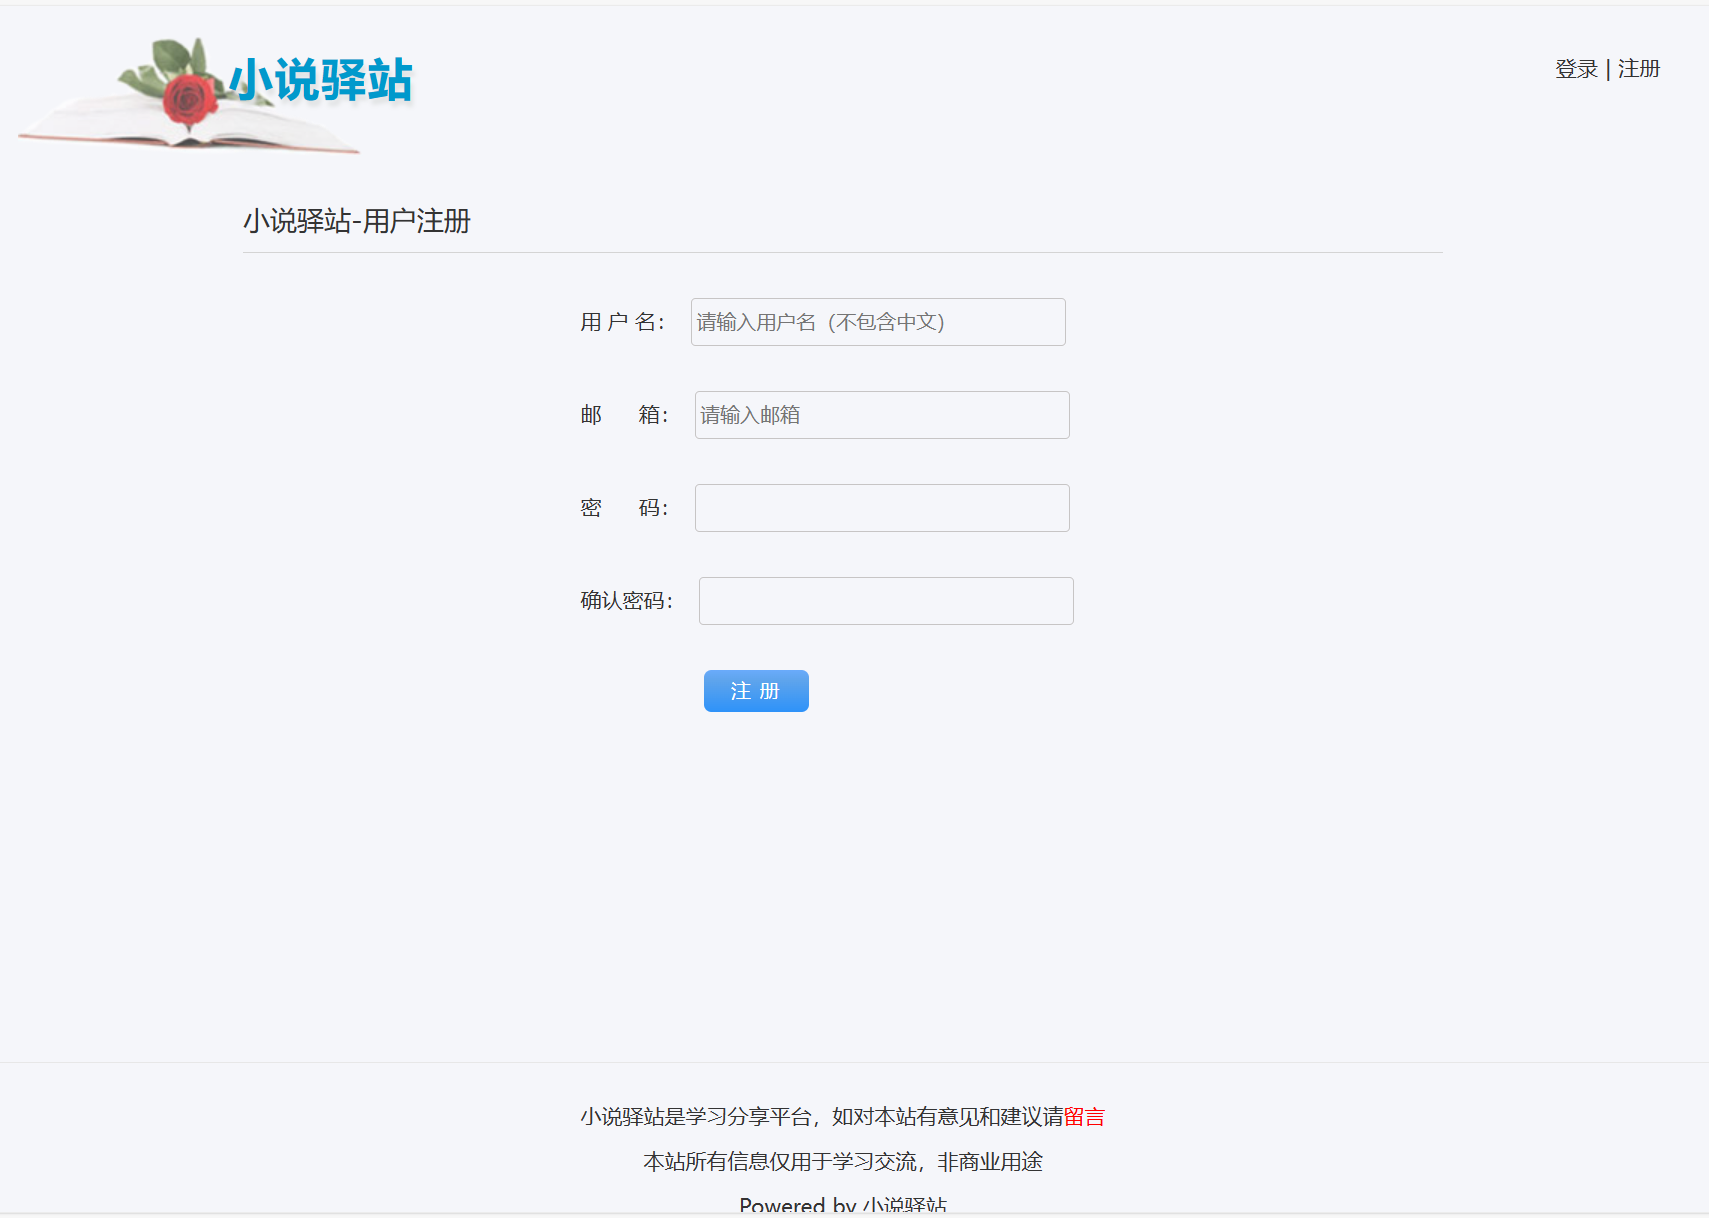 小说驿站
登录 | 注册
小说驿站-用户注册
用 户 名： 请输入用户名（不包含中文）
邮 箱： 请输入邮箱
密 码：
确认密码：
注 册
小说驿站是学习分享平台，如对本站有意见和建议请留言
本站所有信息仅用于学习交流，非商业用途
Powered by 小说驿站